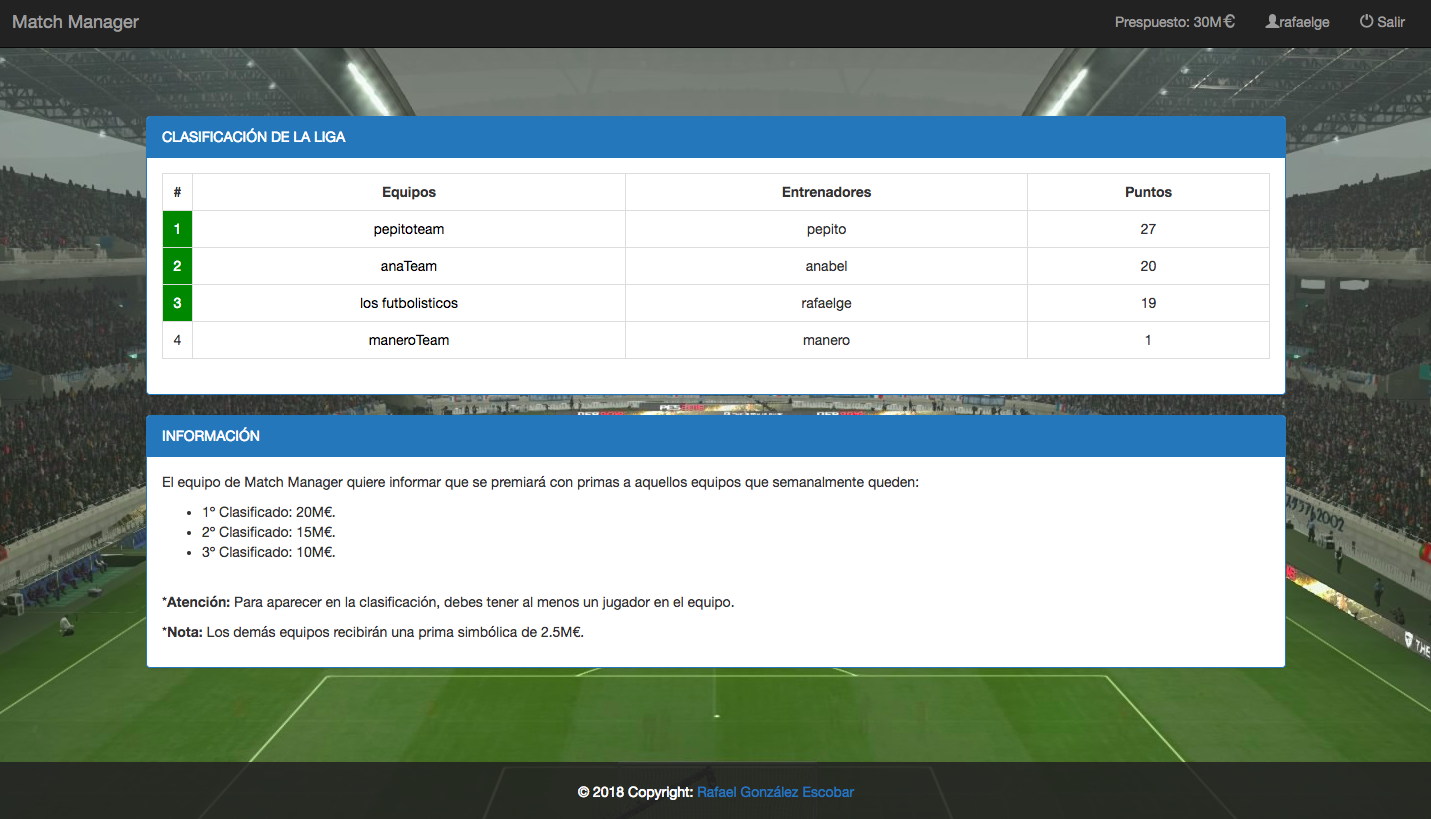 Match Manager
Prespuesto: 30M€
rafaelge
Salir
CLASIFICACIÓN DE LA LIGA
# Equipos Entrenadores Puntos
1 pepitoteam pepito 27
2 anaTeam anabel 20
3 los futbolisticos rafaelge 19
4 maneroTeam manero 1
INFORMACIÓN
El equipo de Match Manager quiere informar que se premiará con primas a aquellos equipos que semanalmente queden:
• 1º Clasificado: 20M€.
• 2º Clasificado: 15M€.
• 3º Clasificado: 10M€.
*Atención: Para aparecer en la clasificación, debes tener al menos un jugador en el equipo.
*Nota: Los demás equipos recibirán una prima simbólica de 2.5M€.
THE
© 2018 Copyright: Rafael González Escobar